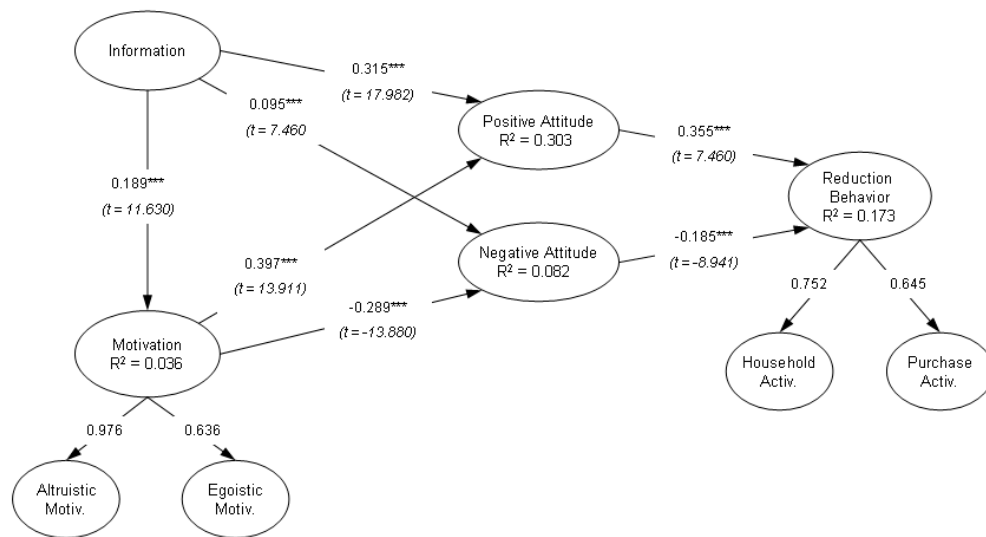 Information
0.315***
(t = 17.982)
0.095***
(t = 7.460
Positive Attitude
R² = 0.303
0.355***
(t = 7.460)
Reduction
Behavior
R² = 0.173
0.189***
(t = 11.630)
0.397***
(t = 13.911)
Negative Attitude
R² = 0.082
-0.185***
(t = -8.941)
-0.289***
(t = -13.880)
Motivation
R² = 0.036
0.752
0.645
Household
Activ.
Purchase
Activ.
0.976
0.636
Altruistic
Motiv.
Egoistic
Motiv.